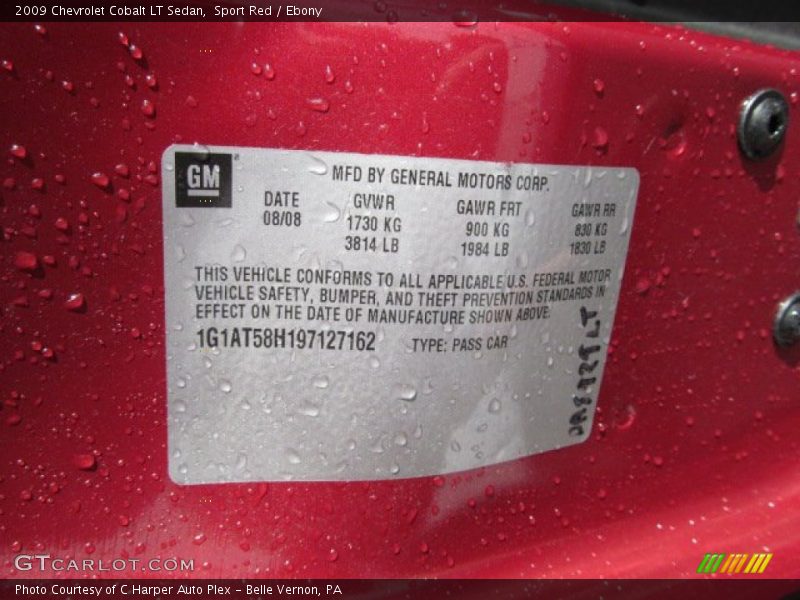 2009 Chevrolet Cobalt LT Sedan, Sport Red / Ebony
GM
MFD BY GENERAL MOTORS CORP.
DATE GVWR GAWR FRT GAWR RR
08/08 1730 KG 900 KG 830 KG
3814 LB 1984 LB 1830 LB
THIS VEHICLE CONFORMS TO ALL APPLICABLE U.S. FEDERAL MOTOR
VEHICLE SAFETY, BUMPER, AND THEFT PREVENTION STANDARDS IN
EFFECT ON THE DATE OF MANUFACTURE SHOWN ABOVE.
1G1AT58H197127162 TYPE: PASS CAR
GTCARLOT.COM
Photo Courtesy of C Harper Auto Plex - Belle Vernon, PA